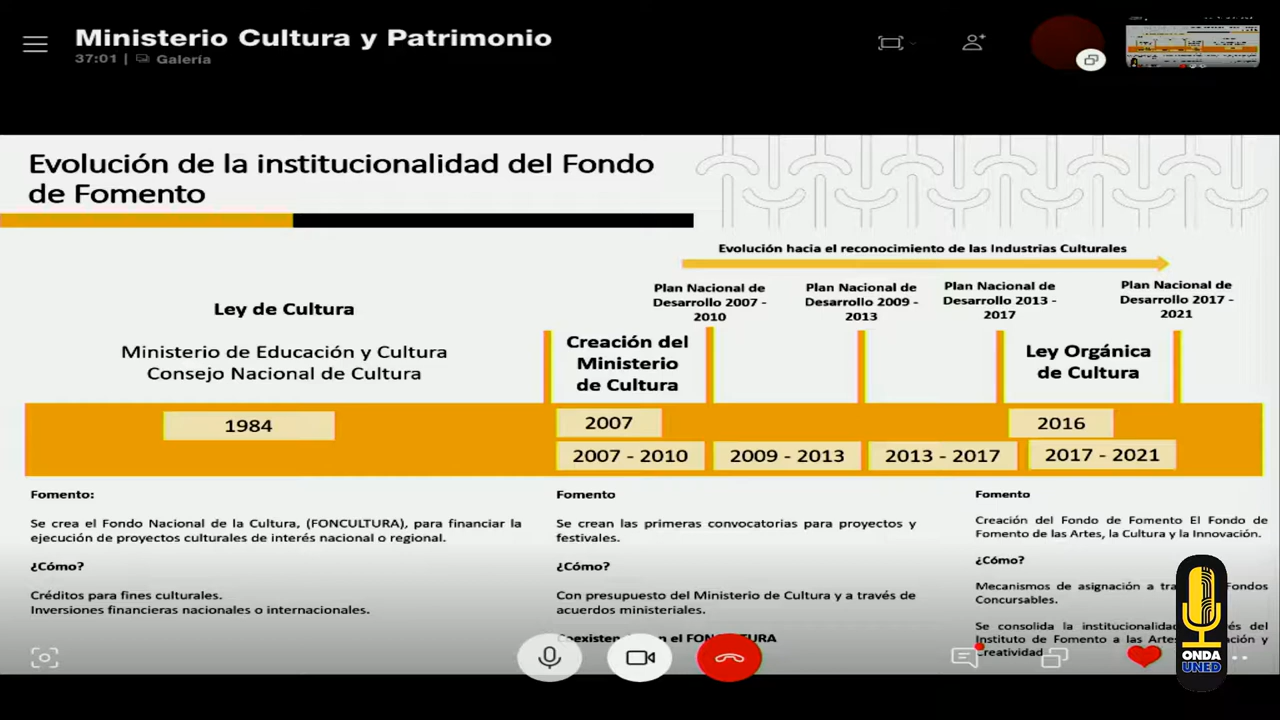 Ministerio Cultura y Patrimonio
37:01 | Galería
Evolución de la institucionalidad del Fondo
de Fomento
Evolución hacia el reconocimiento de las Industrias Culturales
Plan Nacional de
Desarrollo 2007 -
2010
Plan Nacional de
Desarrollo 2009 -
2013
Plan Nacional de
Desarrollo 2013 -
2017
Plan Nacional de
Desarrollo 2017 -
2021
Ley de Cultura
Ministerio de Educación y Cultura
Consejo Nacional de Cultura
Creación del
Ministerio
de Cultura
Ley Orgánica
de Cultura
1984
2007
2016
2007 - 2010
2009 - 2013
2013 - 2017
2017 - 2021
Fomento:
Se crea el Fondo Nacional de la Cultura, (FONCULTURA), para financiar la
ejecución de proyectos culturales de interés nacional o regional.
¿Cómo?
Créditos para fines culturales.
Inversiones financieras nacionales o internacionales.
Fomento
Se crean las primeras convocatorias para proyectos y
festivales.
¿Cómo?
Con presupuesto del Ministerio de Cultura y a través de
acuerdos ministeriales.
el
Fomento
Creación del Fondo de Fomento El Fondo de
Fomento de las Artes, la Cultura y la Innovación.
¿Cómo?
Mecanismos de asignación a
Concursables.
Se consolida la
Instituto de Fomento a las
Creatividad
ONDA
UNED